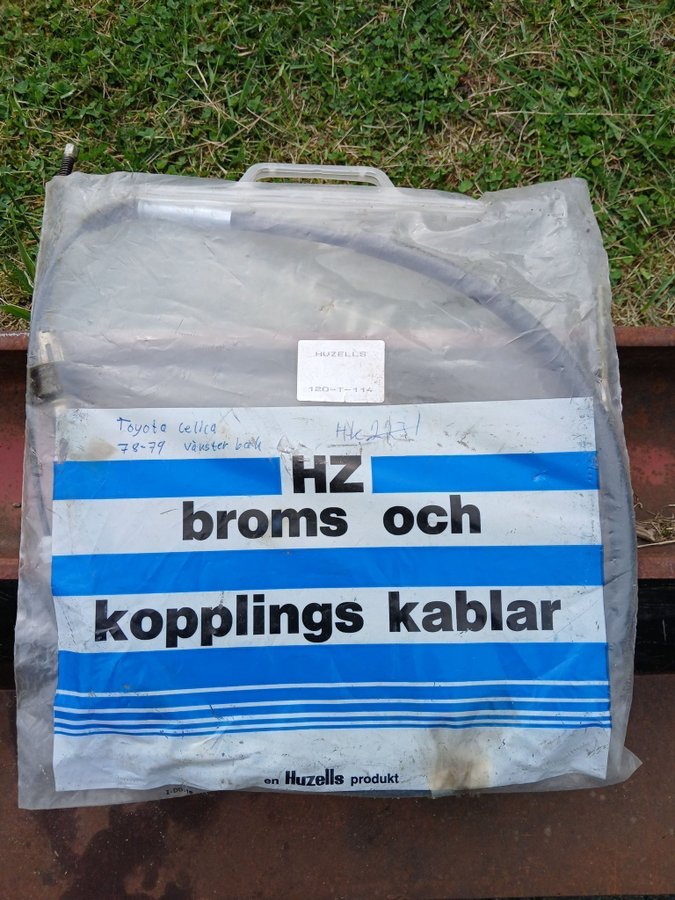 HUZELLS
120-T-114
Toyota Celica
78-79 vänster bak
HZ
broms och
kopplings kablar
en Huzells produkt